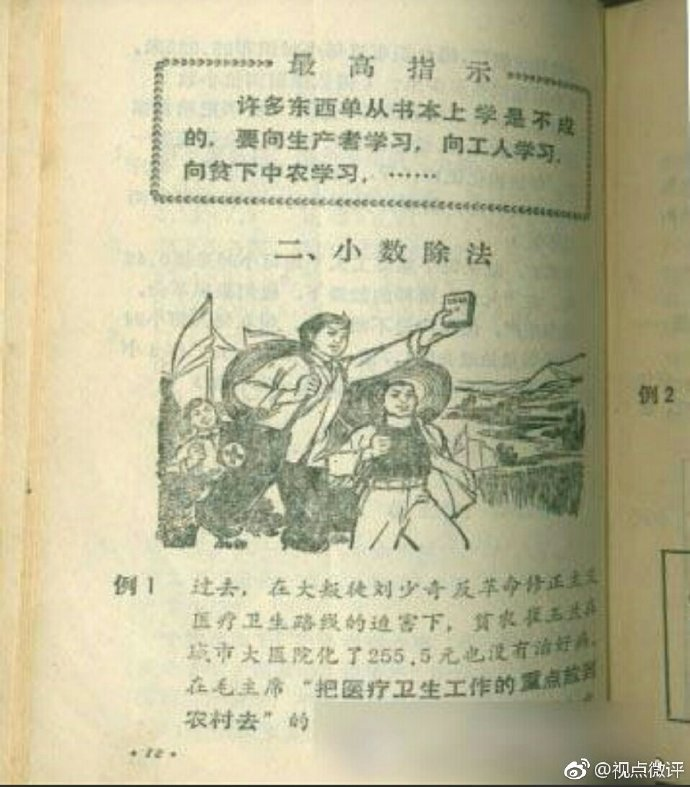 最高指示
许多东西单从书本上学是不成
的，要向生产者学习，向工人学习，
向贫下中农学习，……
二、小数除法
例1 过去，在大叛徒刘少奇反革命修正主义
医疗卫生路线的迫害下，贫农崔玉兵在
城市大医院化了255.5元也没有治好病。
在毛主席“把医疗卫生工作的重点放到
农村去”的
·12·
例2
@视点微评